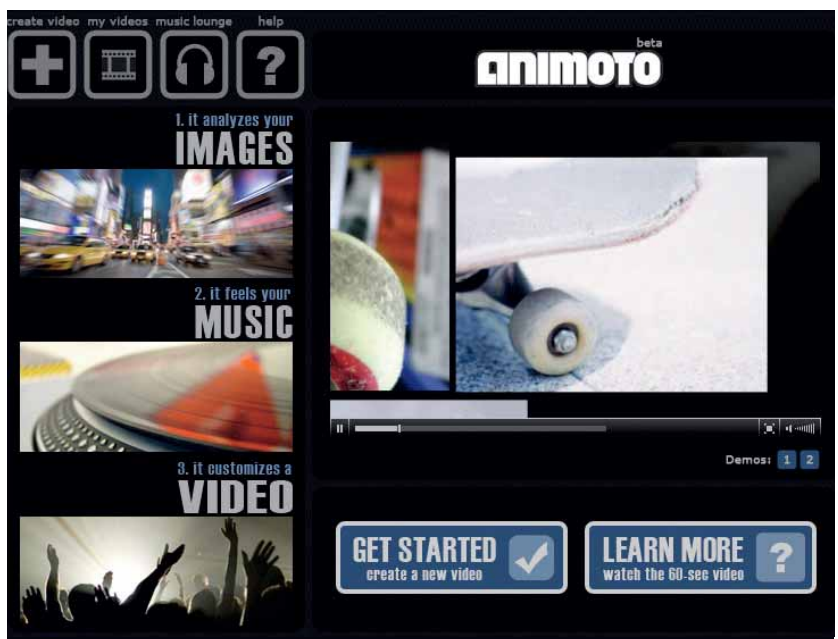 create video my videos music lounge help
beta
ANIMOTO
1. it analyzes your
IMAGES
2. it feels your
MUSIC
3. it customizes a
VIDEO
Demos: 1 2
GET STARTED
create a new video
LEARN MORE
watch the 60-sec video